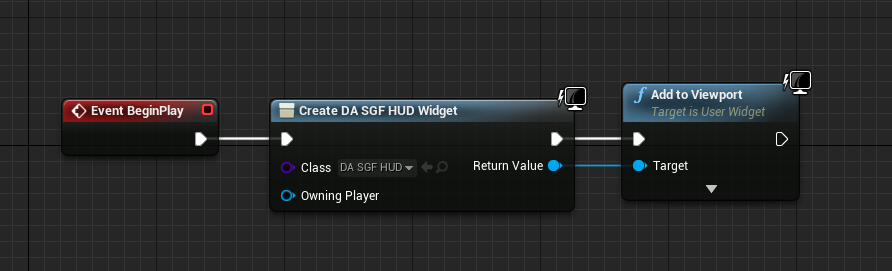 Event BeginPlay
Create DA SGF HUD Widget
Class DA SGF HUD
Return Value
Owning Player
f Add to Viewport
Target is User Widget
Target